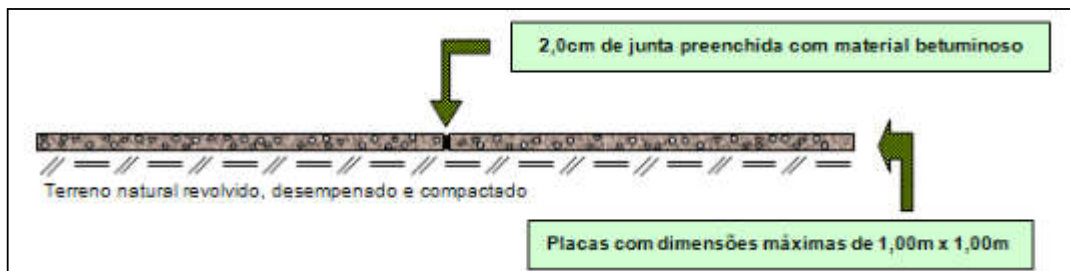 2,0cm de junta preenchida com material betuminoso
Terreno natural revolvido, desempenado e compactado
Placas com dimensões máximas de 1,00m x 1,00m